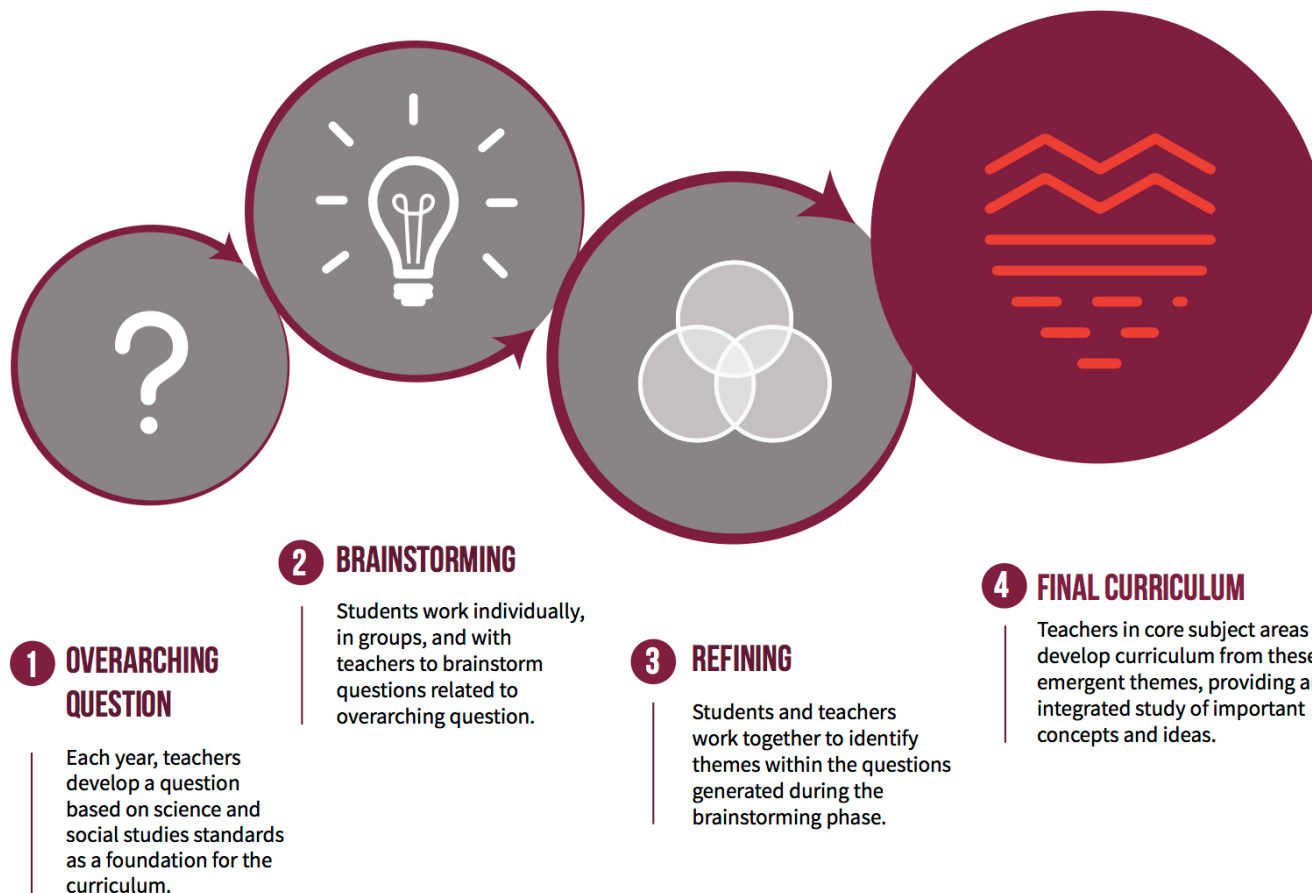 1
OVERARCHING
QUESTION
Each year, teachers
develop a question
based on science and
social studies standards
as a foundation for the
curriculum.
2
BRAINSTORMING
Students work individually,
in groups, and with
teachers to brainstorm
questions related to
overarching question.
3
REFINING
Students and teachers
work together to identify
themes within the questions
generated during the
brainstorming phase.
4
FINAL CURRICULUM
Teachers in core subject areas
develop curriculum from these
emergent themes, providing a
integrated study of important
concepts and ideas.